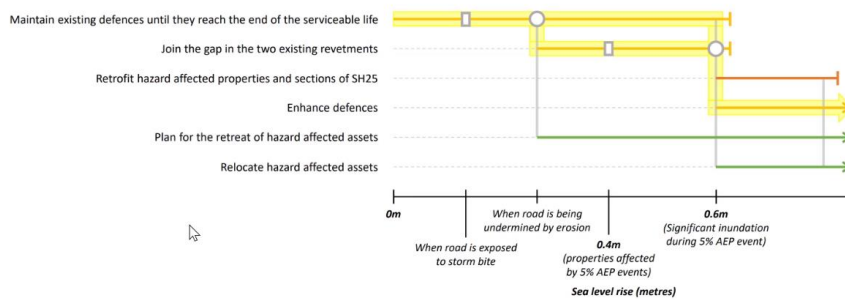 Maintain existing defences until they reach the end of the serviceable life
Join the gap in the two existing revetments
Retrofit hazard affected properties and sections of SH25
Enhance defences
Plan for the retreat of hazard affected assets
Relocate hazard affected assets
0m
When road is exposed
to storm bite
When road is being
undermined by erosion
0.4m
(properties affected
by 5% AEP events)
0.6m
(Significant inundation
during 5% AEP event)
Sea level rise (metres)